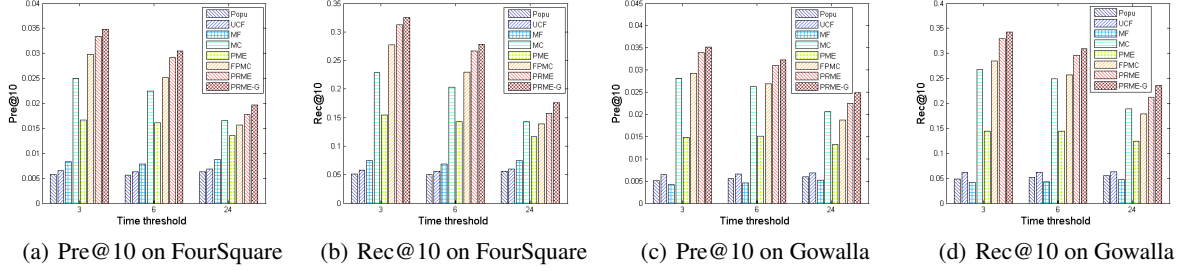 0.04
0.035
0.03
0.025
0.02
0.015
0.01
0.005
0
Pre@10
3
6
24
Time threshold
Popu
UCF
MF
MC
PME
FPMC
PRME
PRME-G
(a) Pre@10 on FourSquare
0.35
0.3
0.25
0.2
0.15
0.1
0.05
0
Rec@10
3
6
24
Time threshold
Popu
UCF
MF
MC
PME
FPMC
PRME
PRME-G
(b) Rec@10 on FourSquare
0.045
0.04
0.035
0.03
0.025
0.02
0.015
0.01
0.005
0
Pre@10
3
6
24
Time threshold
Popu
UCF
MF
MC
PME
FPMC
PRME
PRME-G
(c) Pre@10 on Gowalla
0.4
0.35
0.3
0.25
0.2
0.15
0.1
0.05
0
Rec@10
3
6
24
Time threshold
Popu
UCF
MF
MC
PME
FPMC
PRME
PRME-G
(d) Rec@10 on Gowalla